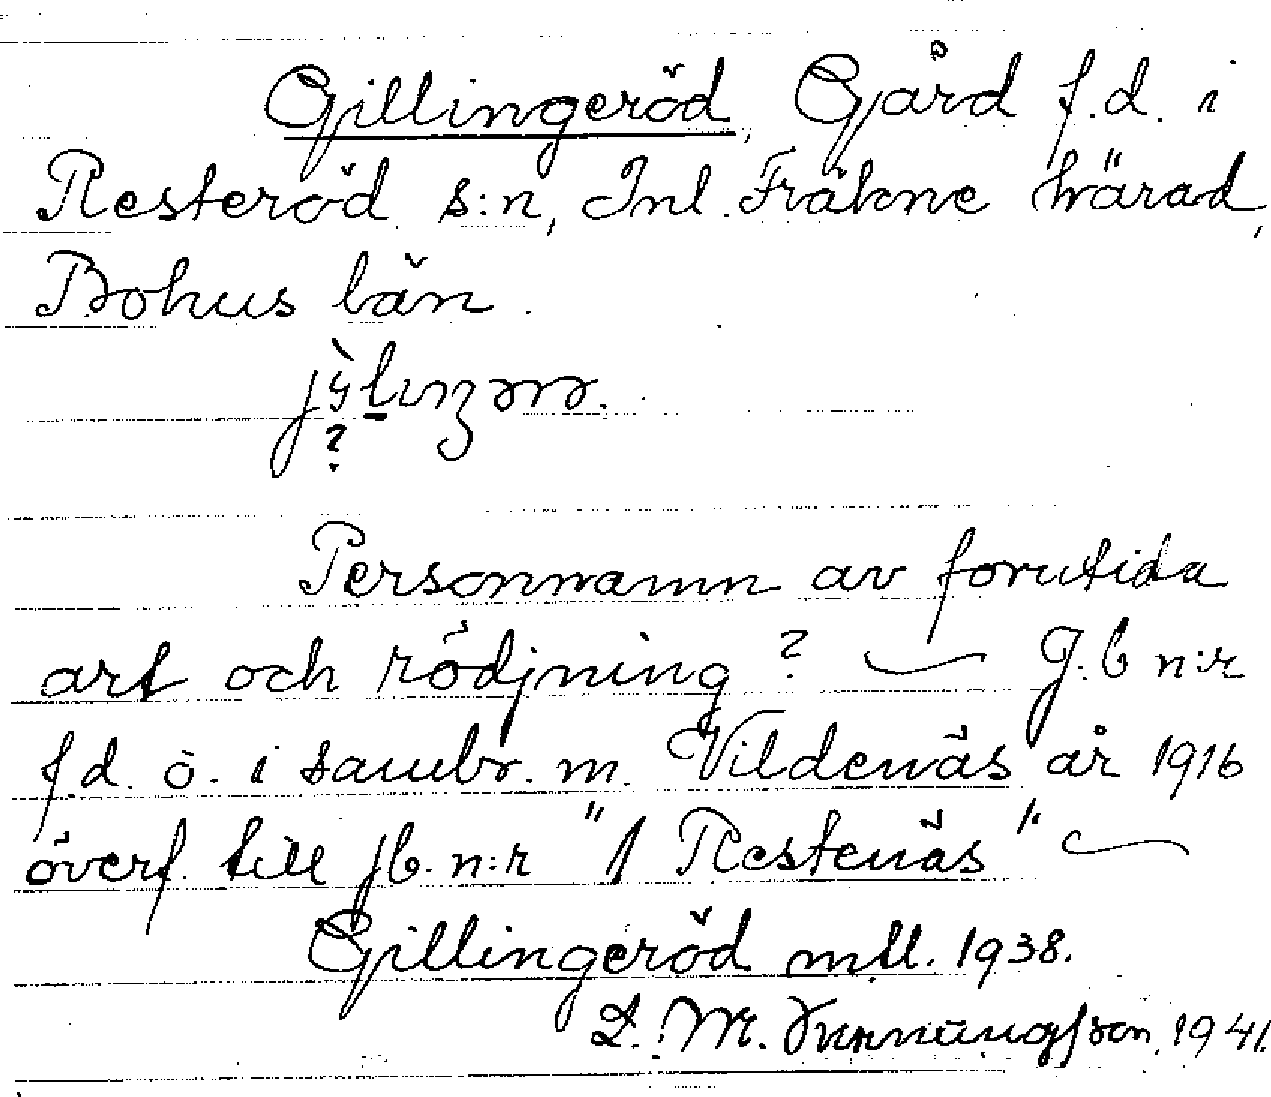 Gillingeröd, Gård f.d. i
Resteröd s:n, Inl. Fräkne härad,
Bohus län.
Personnamn av forntida
art och rödjning? — J.b n:r
f.d. ö. i sambr. m. Vildenäs år 1916
överf. till jb. n:r "1 Restenäs" —
Gillingeröd mtl. 1938.
L. M. 1941.